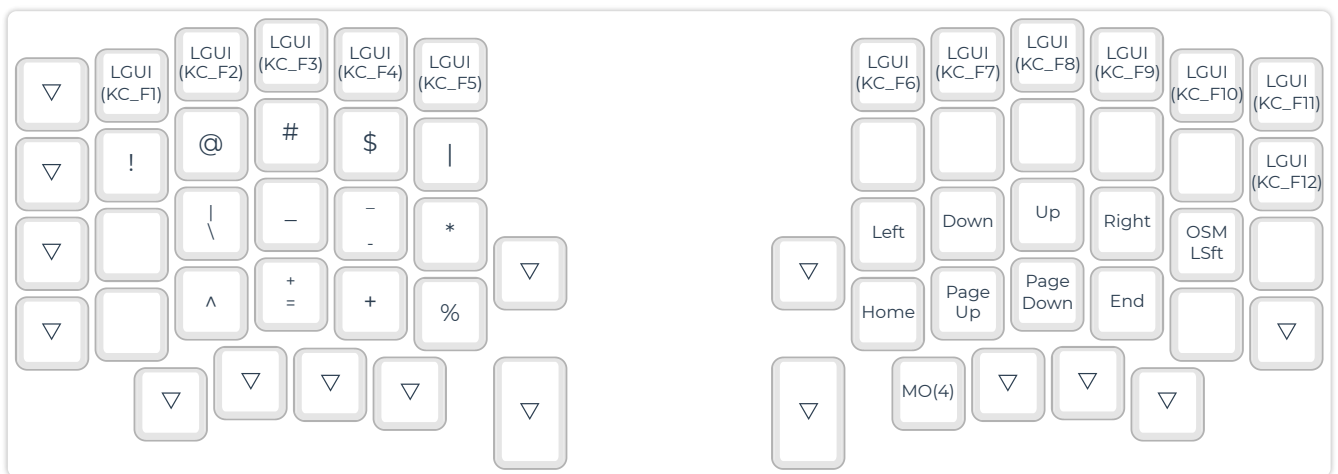 ▽ LGUI (KC_F1) LGUI (KC_F2) LGUI (KC_F3) LGUI (KC_F4) LGUI (KC_F5) LGUI (KC_F6) LGUI (KC_F7) LGUI (KC_F8) LGUI (KC_F9) LGUI (KC_F10) LGUI (KC_F11)
▽ ! @ # $ | LGUI (KC_F12)
▽ | \ _ _ - * ▽ ▽ Left Down Up Right OSM LSft
▽ ^ + = + % Home Page Up Page Down End ▽
▽ ▽ ▽ ▽ ▽ ▽ MO(4) ▽ ▽ ▽